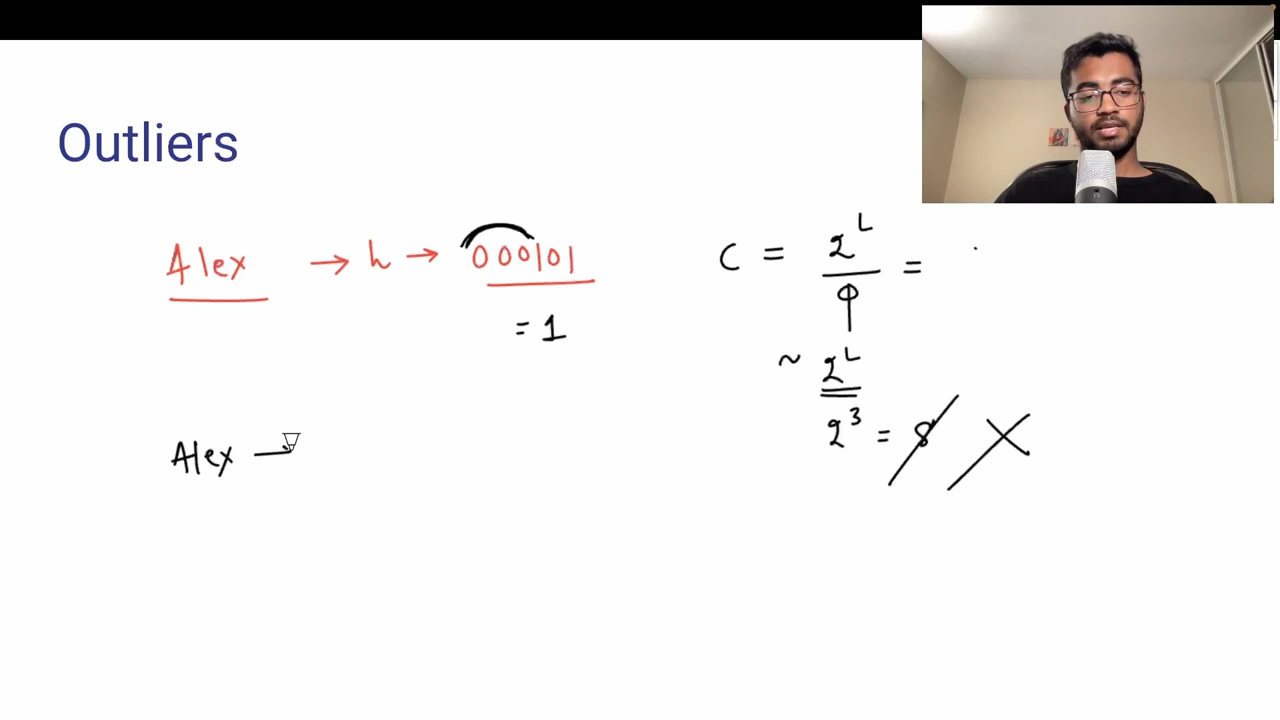 Outliers
Alex → h → 000101
= 1
C = 2^L / φ =
~ 2^L
2^3 = 8 X
Alex →